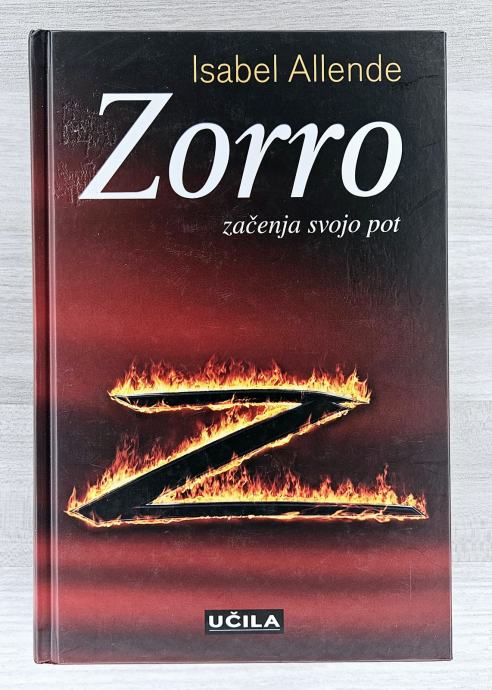 Isabel Allende
Zorro
začenja svojo pot
Z
UČILA